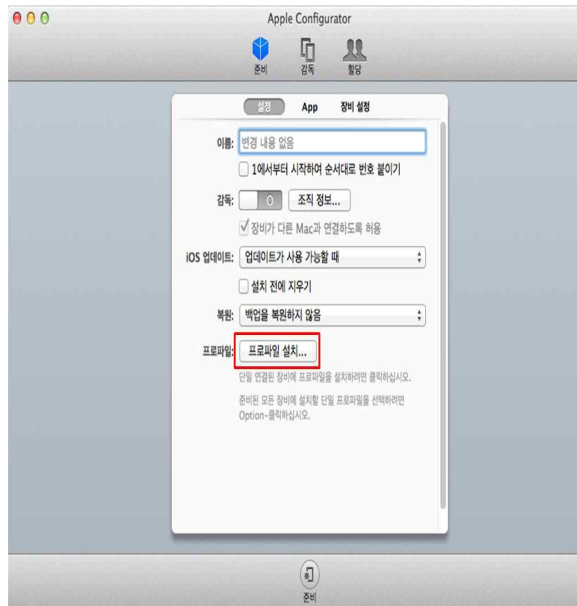 Apple Configurator
준비 감독 할당
설정 App 장비 설정
이름: 변경 내용 없음
1에서부터 시작하여 순서대로 번호 붙이기
감독: O 조직 정보...
장비가 다른 Mac과 연결하도록 허용
iOS 업데이트: 업데이트가 사용 가능할 때
설치 전에 지우기
복원: 백업을 복원하지 않음
프로파일: 프로파일 설치...
단일 연결된 장비에 프로파일을 설치하려면 클릭하십시오.
준비된 모든 장비에 설치할 단일 프로파일을 선택하려면
Option-클릭하십시오.
준비